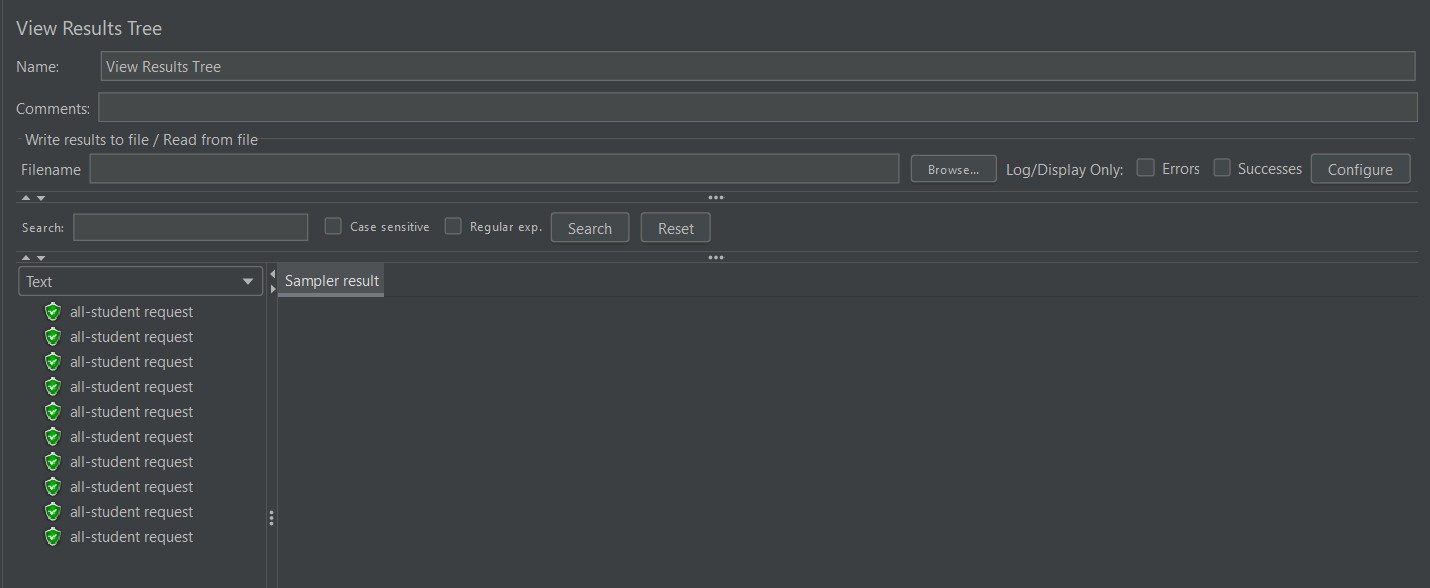 View Results Tree
Name: View Results Tree
Comments:
Write results to file / Read from file
Filename Browse... Log/Display Only: Errors Successes Configure
Search: Case sensitive Regular exp. Search Reset
Text Sampler result
all-student request
all-student request
all-student request
all-student request
all-student request
all-student request
all-student request
all-student request
all-student request
all-student request